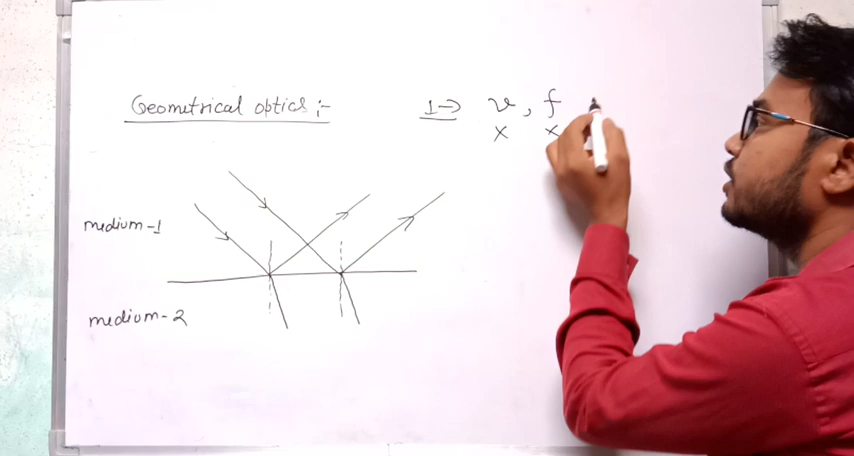 Geometrical optics :-
1→ v, f
x x
medium-1
medium-2